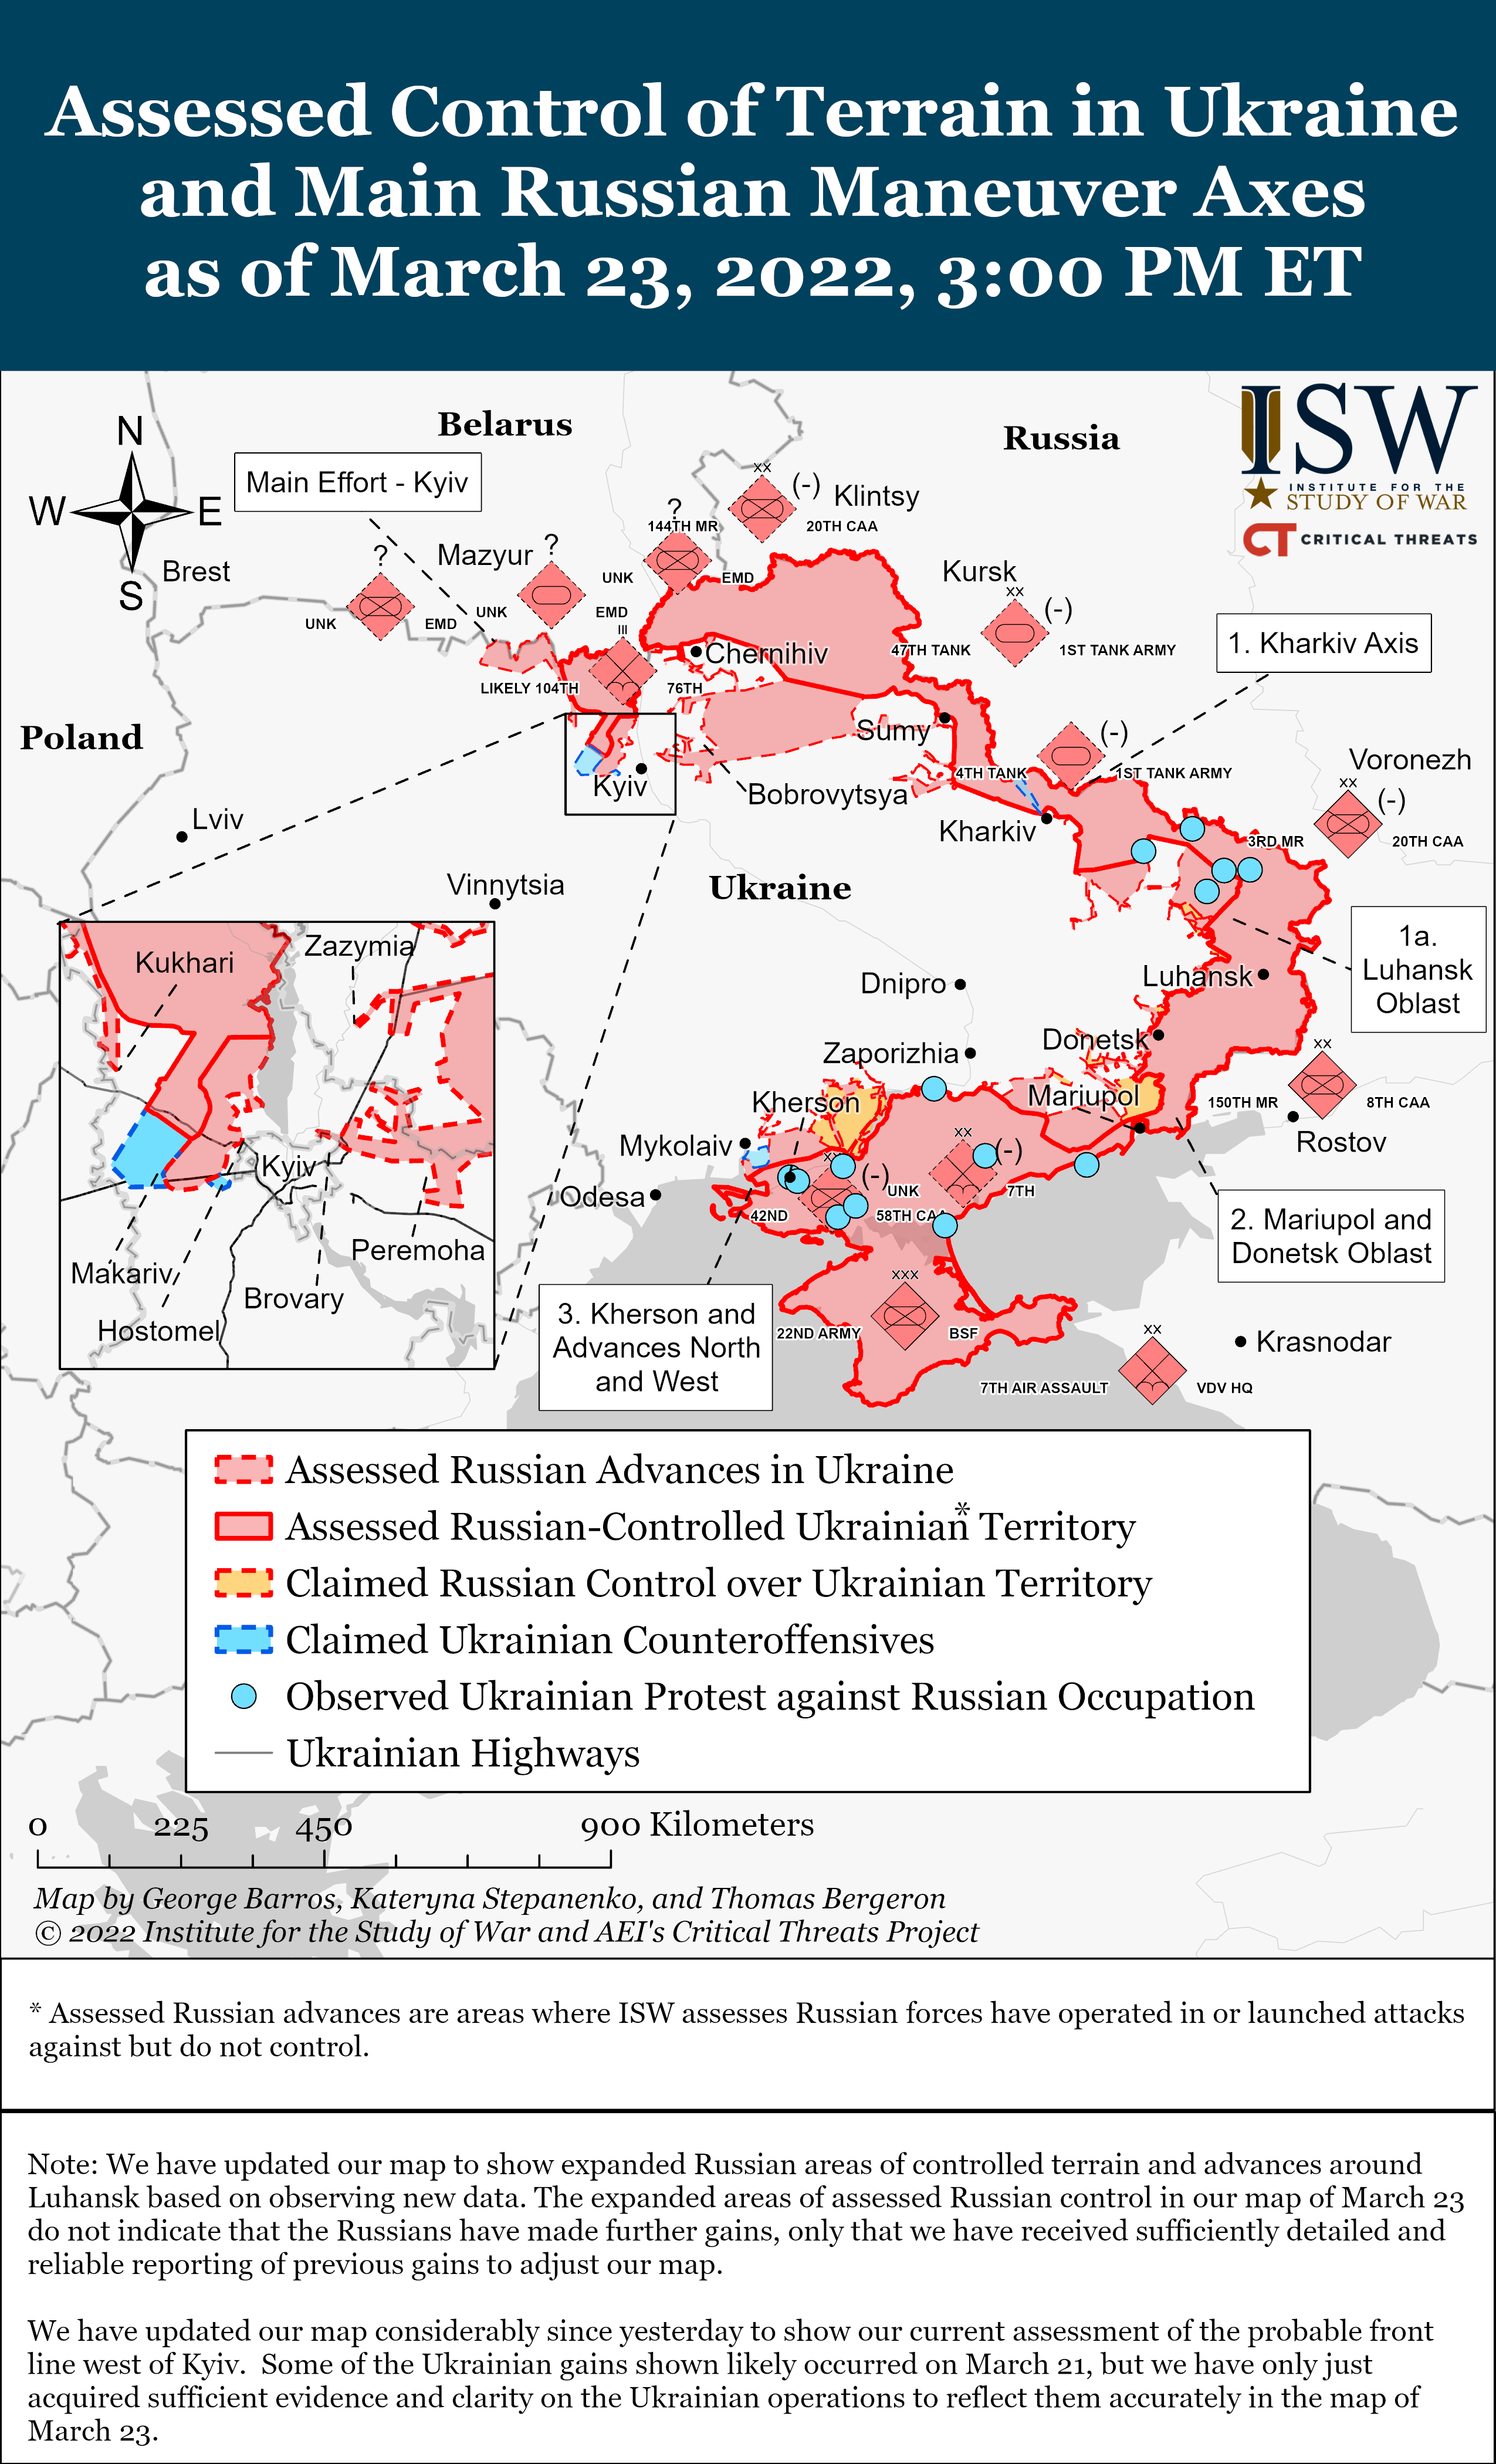 Assessed Control of Terrain in Ukraine
and Main Russian Maneuver Axes
as of March 23, 2022, 3:00 PM ET
ISW
INSTITUTE FOR THE
STUDY OF WAR
CT CRITICAL THREATS
N
W
E
S
Belarus
Russia
Main Effort - Kyiv
xx
(-)
Klintsy
20TH CAA
?
144TH MR
UNK
EMD
Mazyur
?
UNK
EMD
Brest
?
UNK
EMD
III
LIKELY 104TH
76TH
Kursk
xx
(-)
47TH TANK
1ST TANK ARMY
1. Kharkiv Axis
Chernihiv
Poland
Sumy
(-)
4TH TANK
1ST TANK ARMY
Voronezh
xx
(-)
3RD MR
20TH CAA
Kyiv
Bobrovytsya
Kharkiv
Lviv
Vinnytsia
Ukraine
1a.
Luhansk
Oblast
Luhansk
Dnipro
Donetsk
Zaporizhia
xx
150TH MR
8TH CAA
Rostov
Kherson
Mariupol
Mykolaiv
Odesa
xx
(-)
42ND
58TH CAA
xx
(-)
UNK
7TH
2. Mariupol and
Donetsk Oblast
3. Kherson and
Advances North
and West
xxx
22ND ARMY
BSF
xx
7TH AIR ASSAULT
VDV HQ
Krasnodar
Kukhari
Zazymia
Kyiv
Makariv
Hostomel
Brovary
Peremoha
Assessed Russian Advances in Ukraine
Assessed Russian-Controlled Ukrainian* Territory
Claimed Russian Control over Ukrainian Territory
Claimed Ukrainian Counteroffensives
Observed Ukrainian Protest against Russian Occupation
Ukrainian Highways
0 225 450 900 Kilometers
Map by George Barros, Kateryna Stepanenko, and Thomas Bergeron
© 2022 Institute for the Study of War and AEI's Critical Threats Project
* Assessed Russian advances are areas where ISW assesses Russian forces have operated in or launched attacks
against but do not control.
Note: We have updated our map to show expanded Russian areas of controlled terrain and advances around
Luhansk based on observing new data. The expanded areas of assessed Russian control in our map of March 23
do not indicate that the Russians have made further gains, only that we have received sufficiently detailed and
reliable reporting of previous gains to adjust our map.
We have updated our map considerably since yesterday to show our current assessment of the probable front
line west of Kyiv. Some of the Ukrainian gains shown likely occurred on March 21, but we have only just
acquired sufficient evidence and clarity on the Ukrainian operations to reflect them accurately in the map of
March 23.